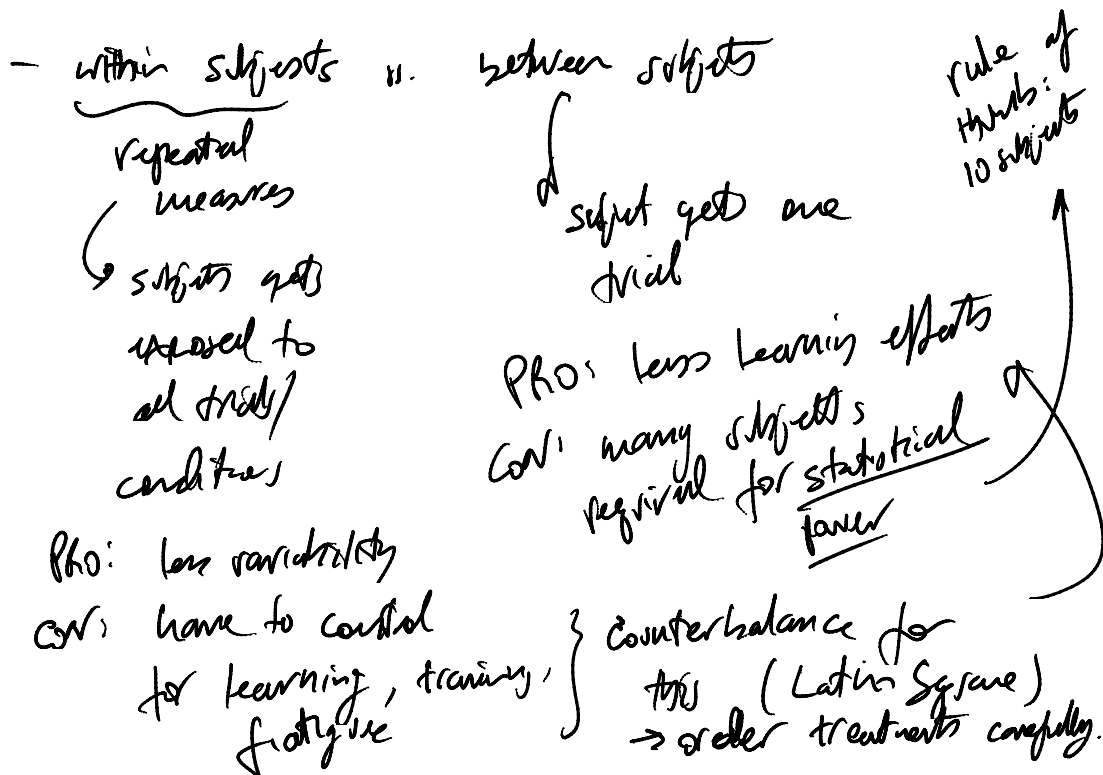 - within subjects vs. between subjects
repeated
measures
subjects gets
exposed to
all trials/
conditions
PRO: less variability
CON: have to control
for learning, training,
fatigue
counterbalance for
this (Latin Square)
→ order treatments carefully.
subject gets one
trial
PRO: Less Learning effects
CON: many subjects
required for statistical
power
rule of
thumb:
10 subjects